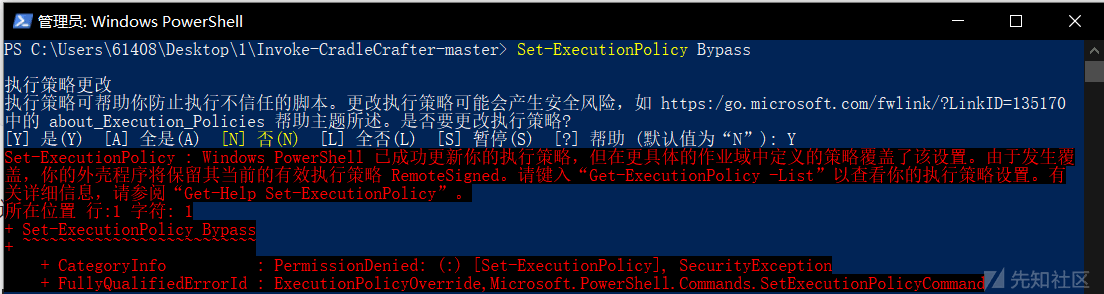 管理员: Windows PowerShell
PS C:\Users\61408\Desktop\1\Invoke-CradleCrafter-master> Set-ExecutionPolicy Bypass
执行策略更改
执行策略可帮助你防止执行不信任的脚本。更改执行策略可能会产生安全风险，如 https:/go.microsoft.com/fwlink/?LinkID=135170
中的 about_Execution_Policies 帮助主题所述。是否要更改执行策略?
[Y] 是(Y)  [A] 全是(A)  [N] 否(N)  [L] 全否(L)  [S] 暂停(S)  [?] 帮助 (默认值为“N”): Y
Set-ExecutionPolicy : Windows PowerShell 已成功更新你的执行策略，但在更具体的作业域中定义的策略覆盖了该设置。由于发生覆
盖，你的外壳程序将保留其当前的有效执行策略 RemoteSigned。请键入“Get-ExecutionPolicy -List”以查看你的执行策略设置。有
关详细信息，请参阅“Get-Help Set-ExecutionPolicy”。
所在位置 行:1 字符: 1
+ Set-ExecutionPolicy Bypass
+ ~~~~~~~~~~~~~~~~~~~~~~~~~~
    + CategoryInfo          : PermissionDenied: (:) [Set-ExecutionPolicy], SecurityException
    + FullyQualifiedErrorId : ExecutionPolicyOverride,Microsoft.PowerShell.Commands.SetExecutionPolicyCommand
先知社区